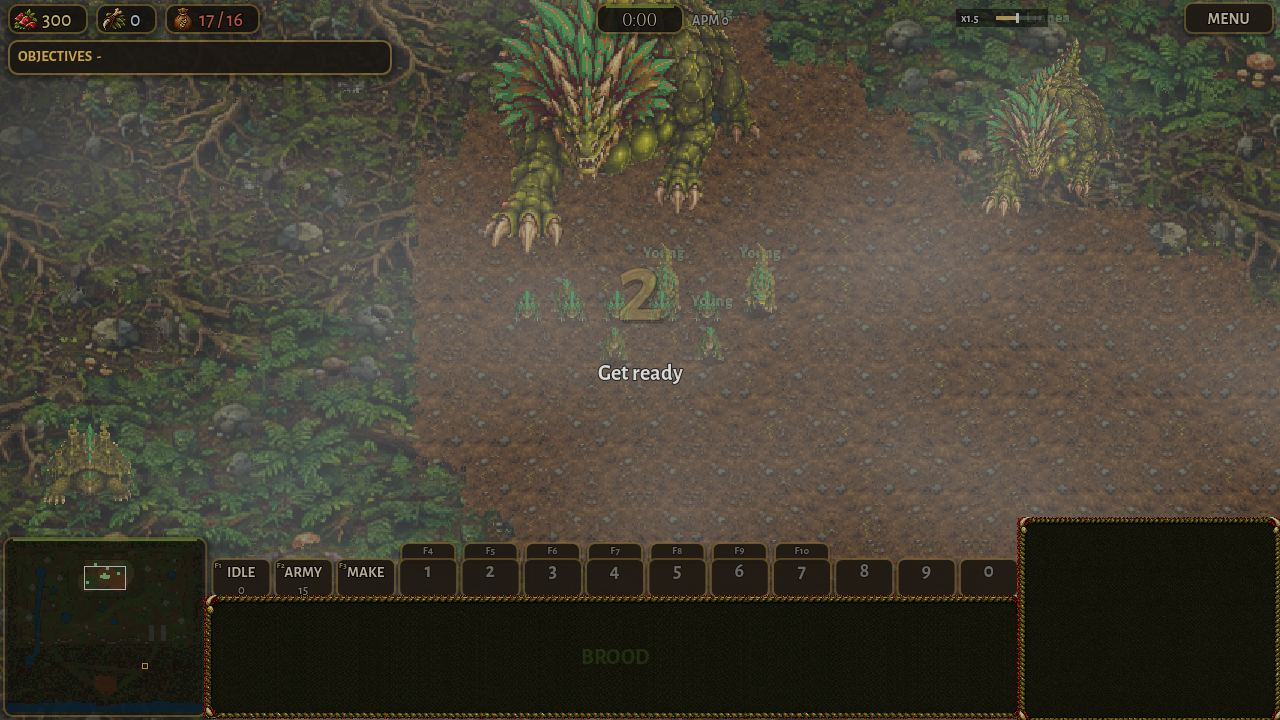 300
0
17/16
0:00
APM 0
x1.5
MENU
OBJECTIVES -
Young
Young
Young
2
Get ready
F4
F5
F6
F7
F8
F9
F10
F1
IDLE
0
F2
ARMY
15
F3
MAKE
1
2
3
4
5
6
7
8
9
0
BROOD